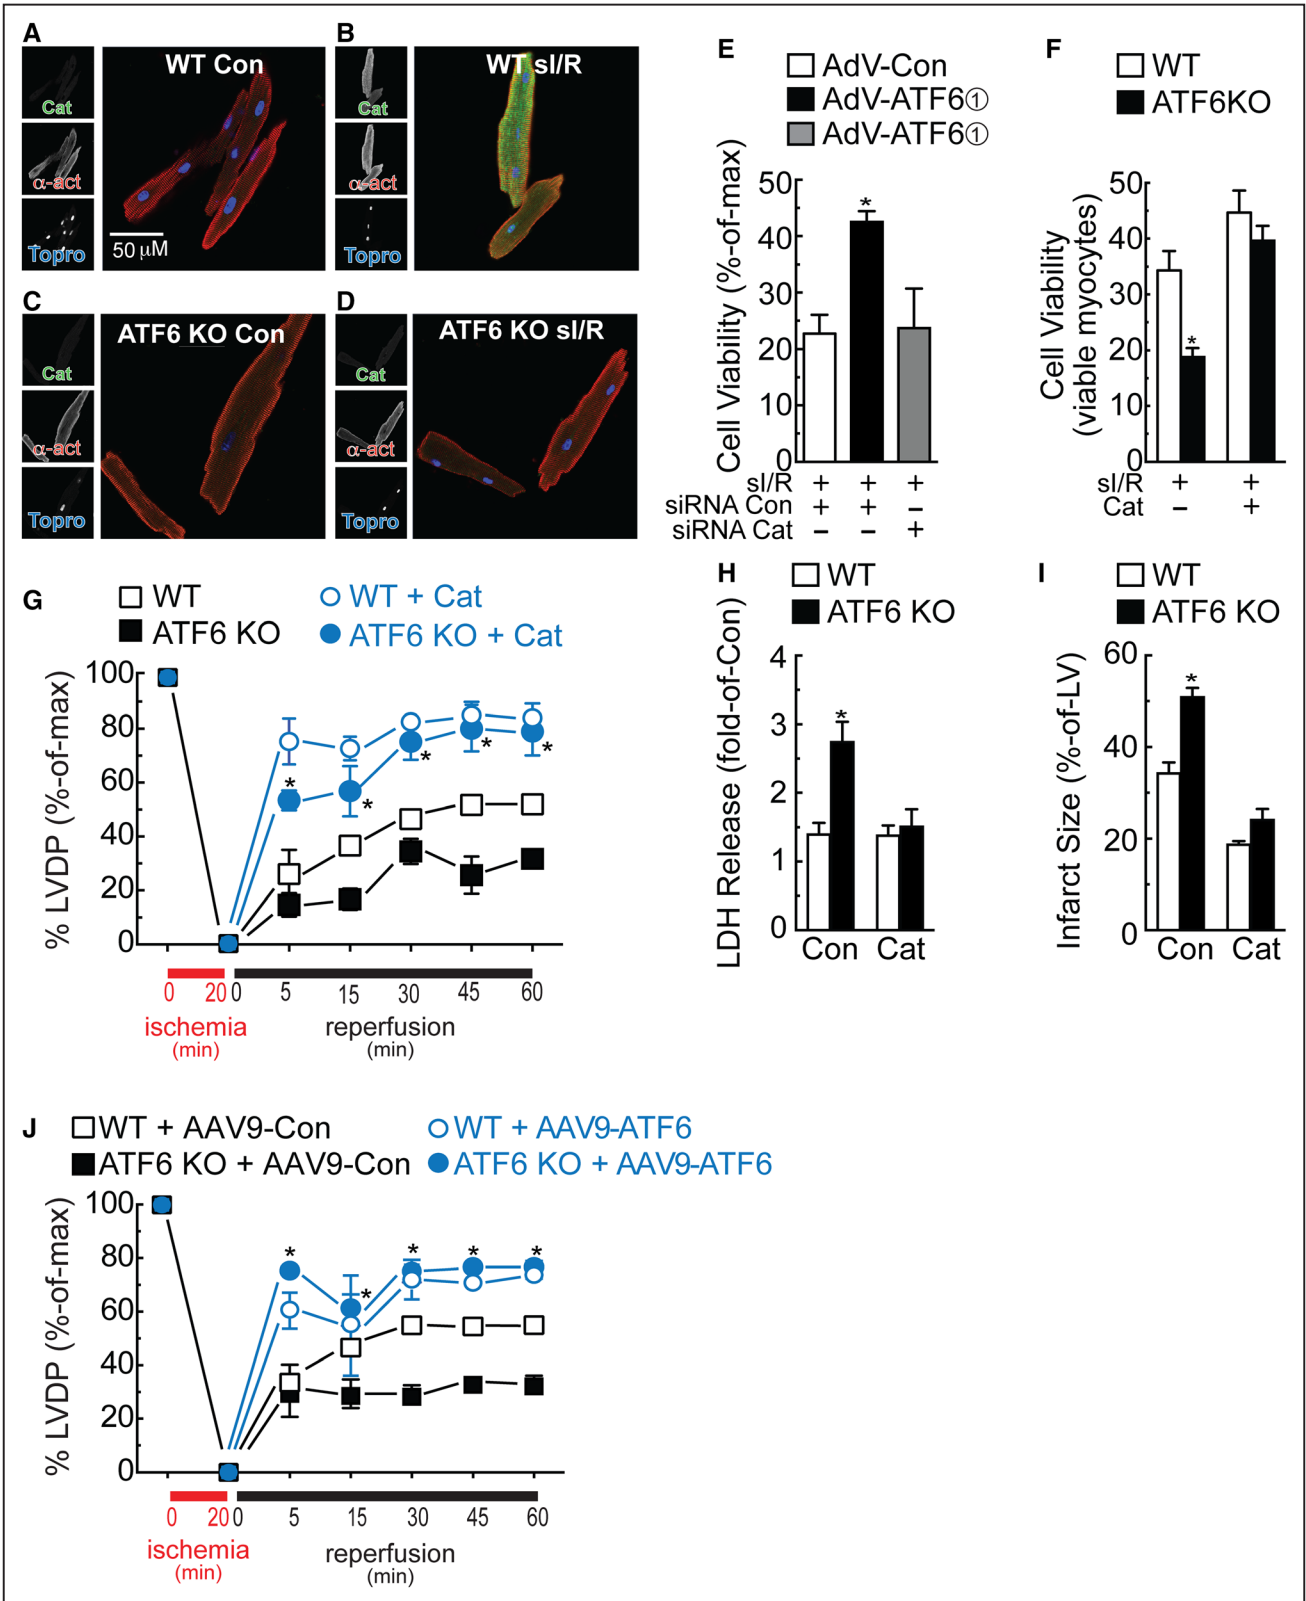 A
WT Con
Cat
α-act
Topro
50 µM
B
WT sI/R
Cat
α-act
Topro
C
ATF6 KO Con
Cat
α-act
Topro
D
ATF6 KO sI/R
Cat
α-act
Topro
E
AdV-Con
AdV-ATF6①
AdV-ATF6①
Cell Viability (%-of-max)
50
40
30
20
10
0
*
sI/R + + +
siRNA Con + + –
siRNA Cat – – +
F
WT
ATF6KO
Cell Viability
(viable myocytes)
50
40
30
20
10
0
*
sI/R + +
Cat – +
G
WT
ATF6 KO
WT + Cat
ATF6 KO + Cat
% LVDP (%-of-max)
100
80
60
40
20
0
* * * * *
0 20 0 5 15 30 45 60
ischemia
(min)
reperfusion
(min)
H
WT
ATF6 KO
LDH Release (fold-of-Con)
4
3
2
1
0
*
Con Cat
I
WT
ATF6 KO
Infarct Size (%-of-LV)
60
40
20
0
*
Con Cat
J
WT + AAV9-Con
ATF6 KO + AAV9-Con
WT + AAV9-ATF6
ATF6 KO + AAV9-ATF6
% LVDP (%-of-max)
100
80
60
40
20
0
* * * * *
0 20 0 5 15 30 45 60
ischemia
(min)
reperfusion
(min)